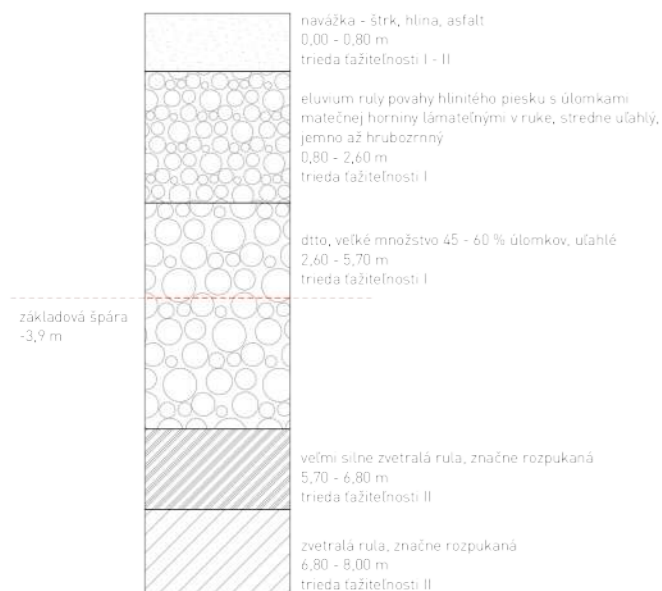 navážka - štrk, hlina, asfalt
0,00 - 0,80 m
trieda ťažiteľnosti I - II
eluvium ruly povahy hlinitého piesku s úlomkami
matečnej horniny lámateľnými v ruke, stredne uľahlý,
jemno až hrubozrnný
0,80 - 2,60 m
trieda ťažiteľnosti I
dtto, veľké množstvo 45 - 60 % úlomkov, uľahlé
2,60 - 5,70 m
trieda ťažiteľnosti I
základová špára
-3,9 m
veľmi silne zvetralá rula, značne rozpukaná
5,70 - 6,80 m
trieda ťažiteľnosti II
zvetralá rula, značne rozpukaná
6,80 - 8,00 m
trieda ťažiteľnosti II